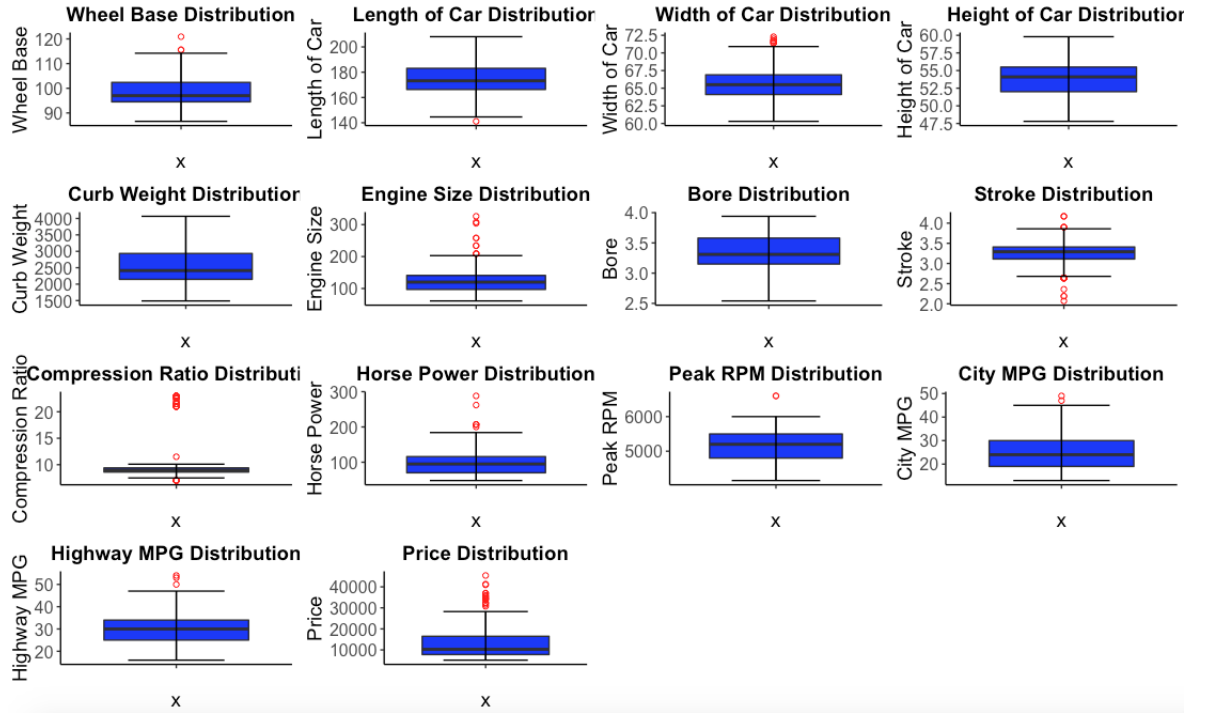 Wheel Base Distribution
Wheel Base
120
110
100
90
x
Length of Car Distribution
Length of Car
200
180
160
140
x
Width of Car Distribution
Width of Car
72.5
70.0
67.5
65.0
62.5
60.0
x
Height of Car Distribution
Height of Car
60.0
57.5
55.0
52.5
50.0
47.5
x
Curb Weight Distribution
Curb Weight
4000
3500
3000
2500
2000
1500
x
Engine Size Distribution
Engine Size
300
200
100
x
Bore Distribution
Bore
4.0
3.5
3.0
2.5
x
Stroke Distribution
Stroke
4.0
3.5
3.0
2.5
2.0
x
Compression Ratio Distributi
Compression Ratio
20
15
10
x
Horse Power Distribution
Horse Power
300
200
100
x
Peak RPM Distribution
Peak RPM
6000
5000
x
City MPG Distribution
City MPG
50
40
30
20
x
Highway MPG Distribution
Highway MPG
50
40
30
20
x
Price Distribution
Price
40000
30000
20000
10000
x